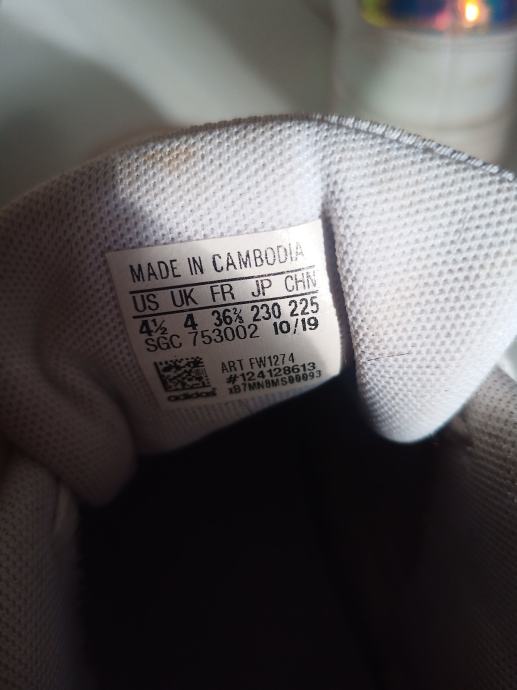 MADE IN CAMBODIA
US UK FR JP CHN
4½ 4 36⅔ 230 225
SGC 753002 10/19
ART FW1274
#124128613
xB7MN0MS00093
adidas